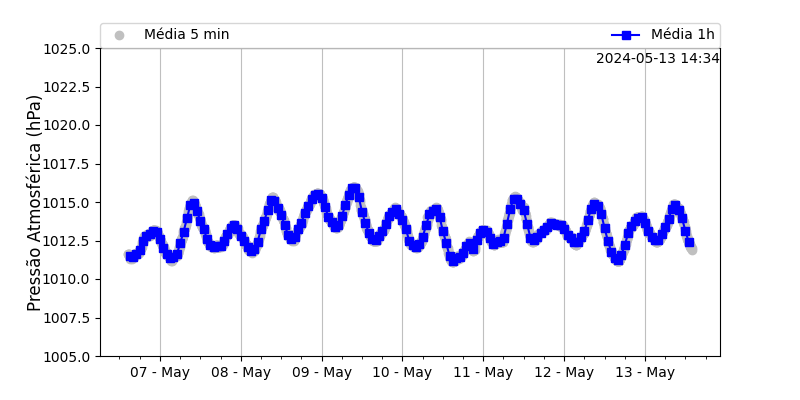 Média 5 min
Média 1h
2024-05-13 14:34
Pressão Atmosférica (hPa)
1025.0
1022.5
1020.0
1017.5
1015.0
1012.5
1010.0
1007.5
1005.0
07 - May
08 - May
09 - May
10 - May
11 - May
12 - May
13 - May